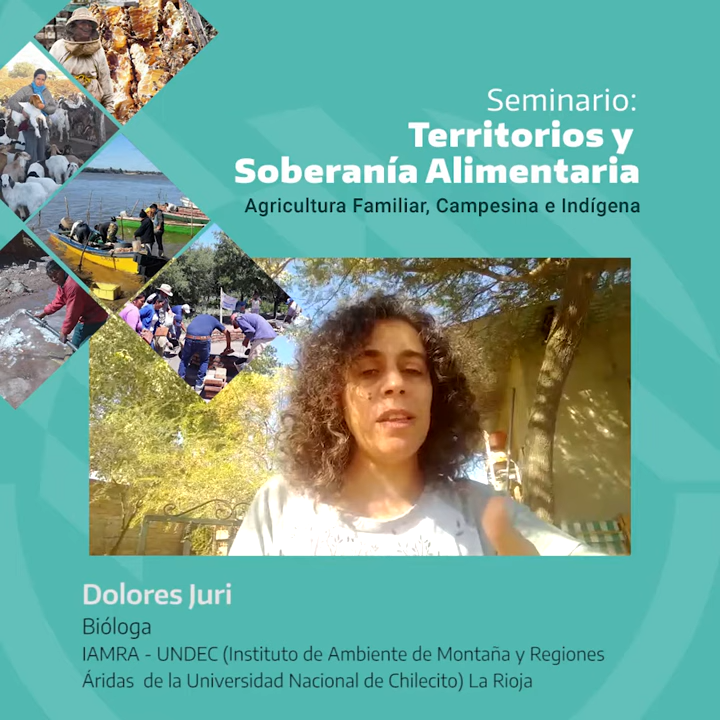 Seminario:
Territorios y
Soberanía Alimentaria
Agricultura Familiar, Campesina e Indígena
Dolores Juri
Bióloga
IAMRA - UNDEC (Instituto de Ambiente de Montaña y Regiones
Áridas de la Universidad Nacional de Chilecito) La Rioja